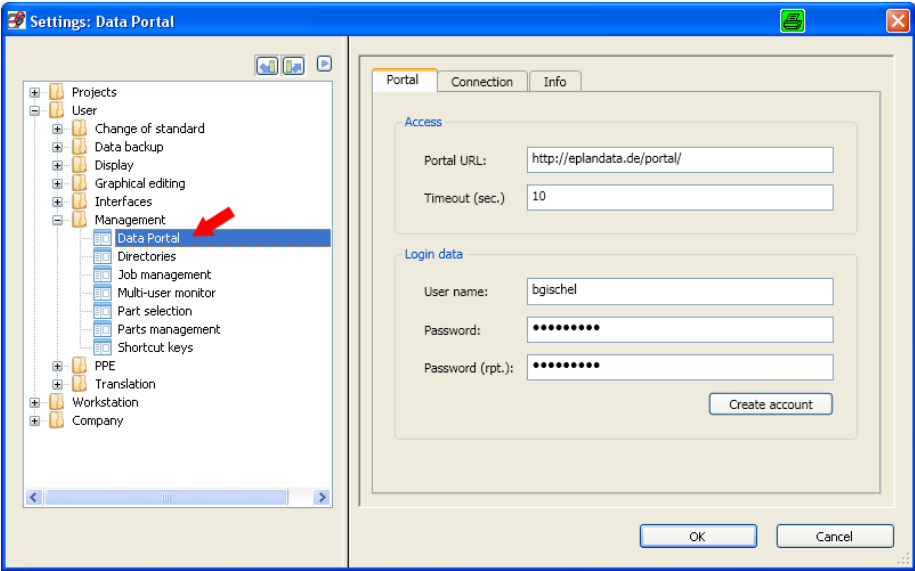 Settings: Data Portal
Projects
User
Change of standard
Data backup
Display
Graphical editing
Interfaces
Management
Data Portal
Directories
Job management
Multi-user monitor
Part selection
Parts management
Shortcut keys
PPE
Translation
Workstation
Company
Portal
Connection
Info
Access
Portal URL:
http://eplandata.de/portal/
Timeout (sec.)
10
Login data
User name:
bgischel
Password:
•••••••••
Password (rpt.):
•••••••••
Create account
OK
Cancel